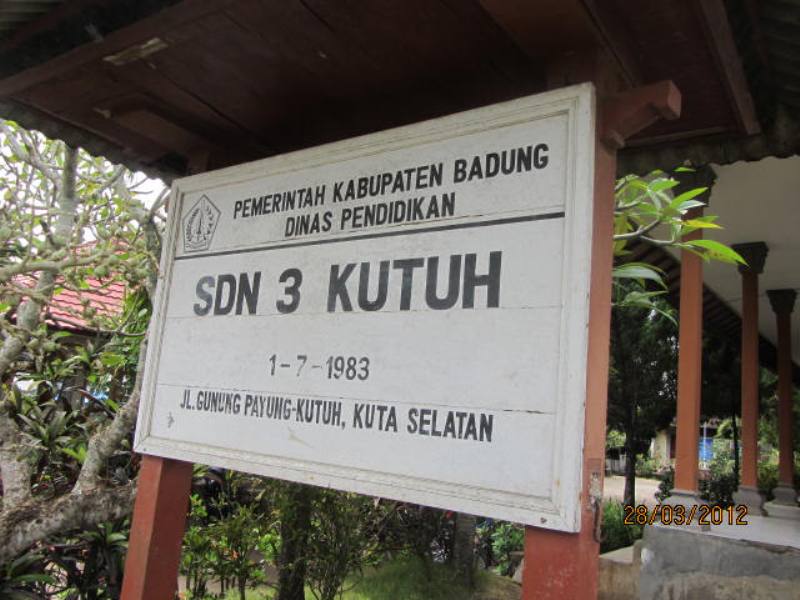 PEMERINTAH KABUPATEN BADUNG
DINAS PENDIDIKAN
SDN 3 KUTUH
1-7-1983
JL. GUNUNG PAYUNG-KUTUH, KUTA SELATAN
28/03/2012